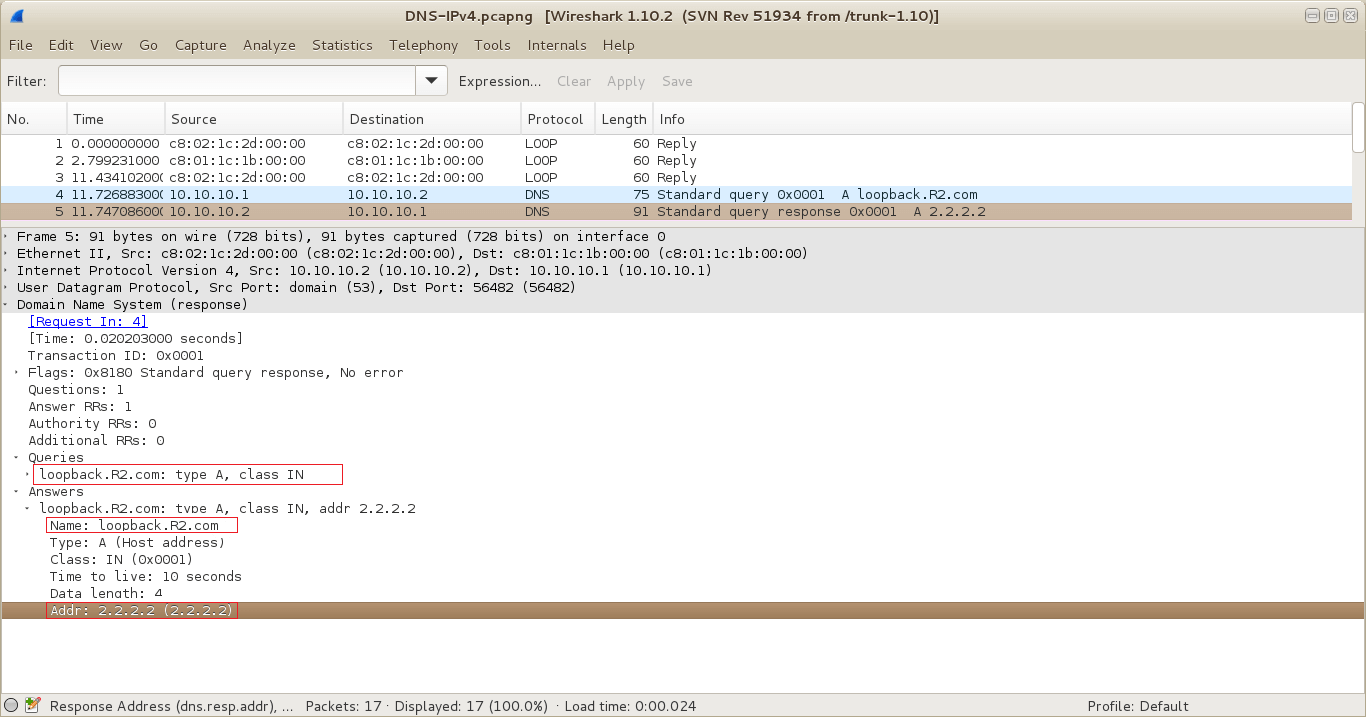 DNS-IPv4.pcapng   [Wireshark 1.10.2  (SVN Rev 51934 from /trunk-1.10)]
File Edit View Go Capture Analyze Statistics Telephony Tools Internals Help
Filter: Expression... Clear Apply Save
No. Time Source Destination Protocol Length Info
1 0.000000000 c8:02:1c:2d:00:00 c8:02:1c:2d:00:00 LOOP 60 Reply
2 2.799231000 c8:01:1c:1b:00:00 c8:01:1c:1b:00:00 LOOP 60 Reply
3 11.434102000 c8:02:1c:2d:00:00 c8:02:1c:2d:00:00 LOOP 60 Reply
4 11.726883000 10.10.10.1 10.10.10.2 DNS 75 Standard query 0x0001  A loopback.R2.com
5 11.747086000 10.10.10.2 10.10.10.1 DNS 91 Standard query response 0x0001  A 2.2.2.2
Frame 5: 91 bytes on wire (728 bits), 91 bytes captured (728 bits) on interface 0
Ethernet II, Src: c8:02:1c:2d:00:00 (c8:02:1c:2d:00:00), Dst: c8:01:1c:1b:00:00 (c8:01:1c:1b:00:00)
Internet Protocol Version 4, Src: 10.10.10.2 (10.10.10.2), Dst: 10.10.10.1 (10.10.10.1)
User Datagram Protocol, Src Port: domain (53), Dst Port: 56482 (56482)
Domain Name System (response)
[Request In: 4]
[Time: 0.020203000 seconds]
Transaction ID: 0x0001
Flags: 0x8180 Standard query response, No error
Questions: 1
Answer RRs: 1
Authority RRs: 0
Additional RRs: 0
Queries
loopback.R2.com: type A, class IN
Answers
loopback.R2.com: type A, class IN, addr 2.2.2.2
Name: loopback.R2.com
Type: A (Host address)
Class: IN (0x0001)
Time to live: 10 seconds
Data length: 4
Addr: 2.2.2.2 (2.2.2.2)
Response Address (dns.resp.addr), ... Packets: 17 · Displayed: 17 (100.0%)  · Load time: 0:00.024 Profile: Default